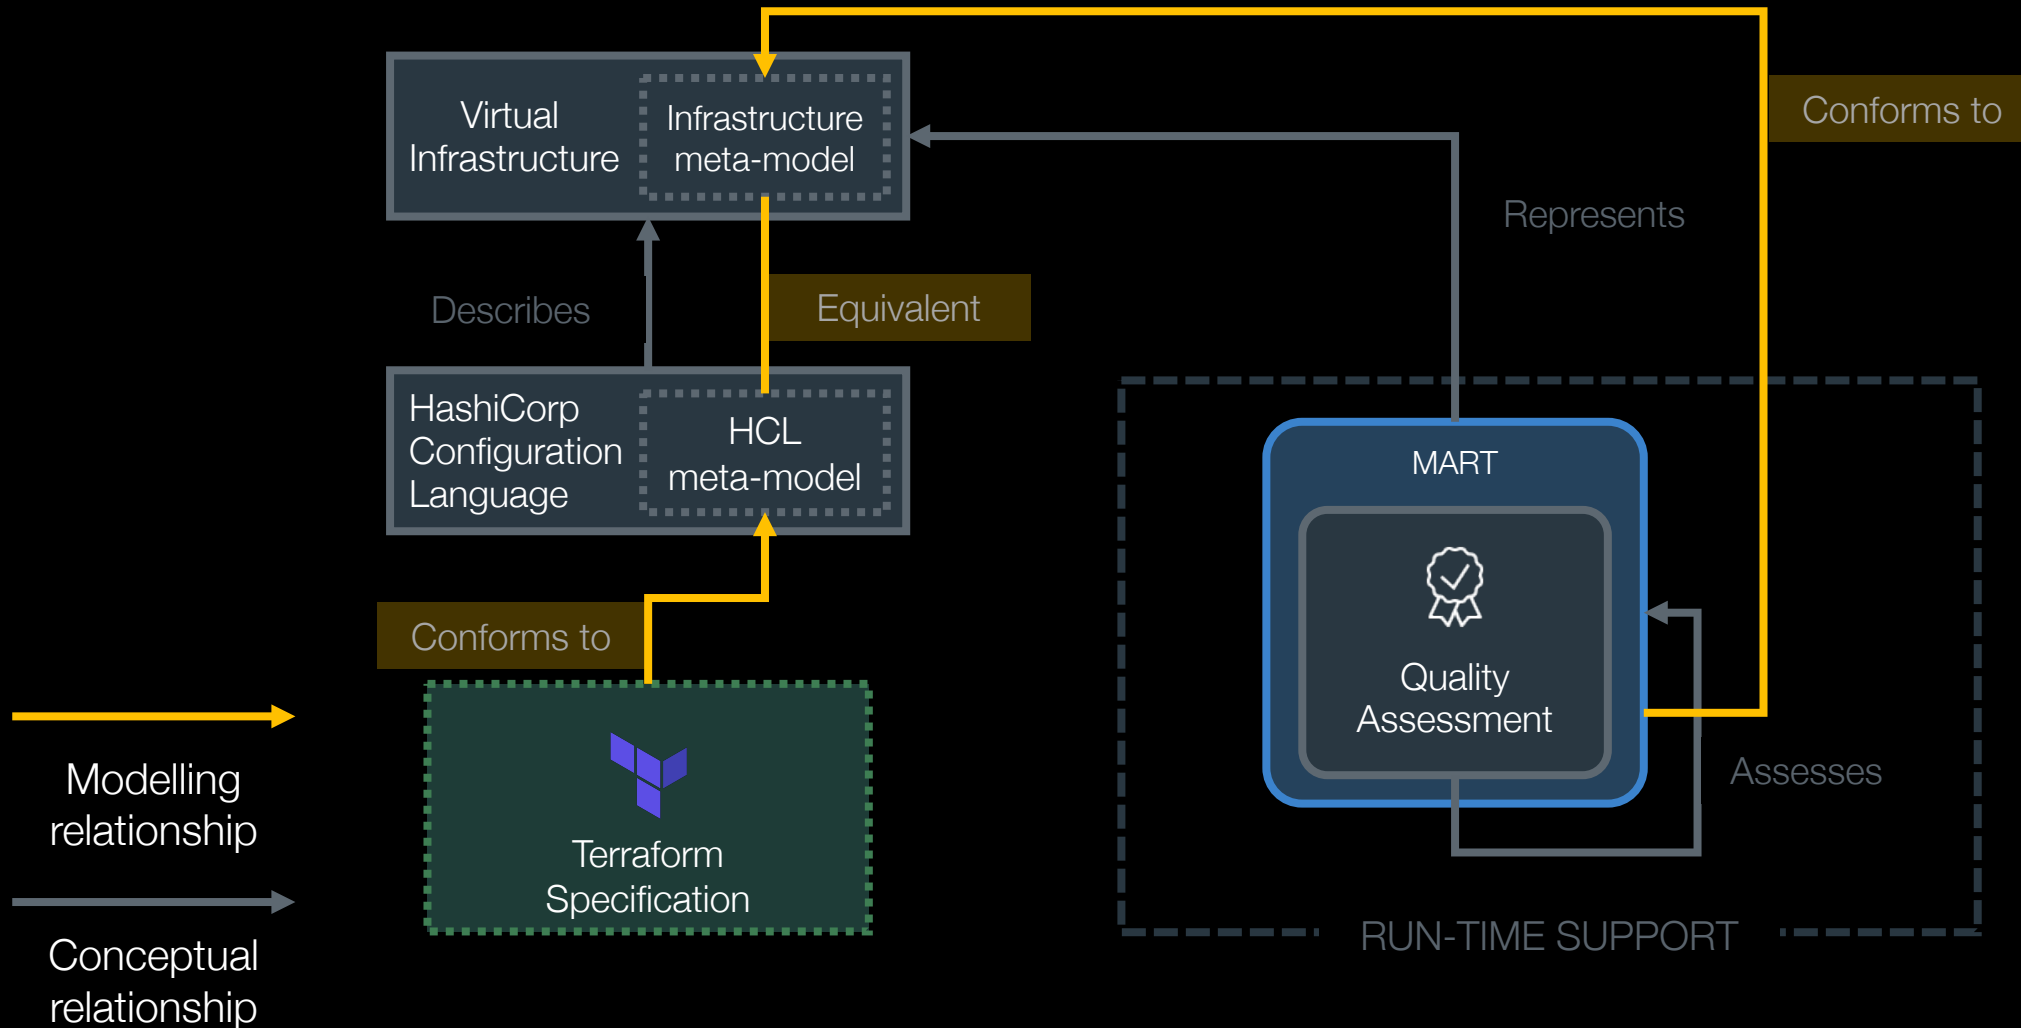 Virtual
Infrastructure
Infrastructure
meta-model
Conforms to
Represents
Describes
Equivalent
HashiCorp
Configuration
Language
HCL
meta-model
MART
Quality
Assessment
Conforms to
Assesses
Terraform
Specification
RUN-TIME SUPPORT
Modelling
relationship
Conceptual
relationship